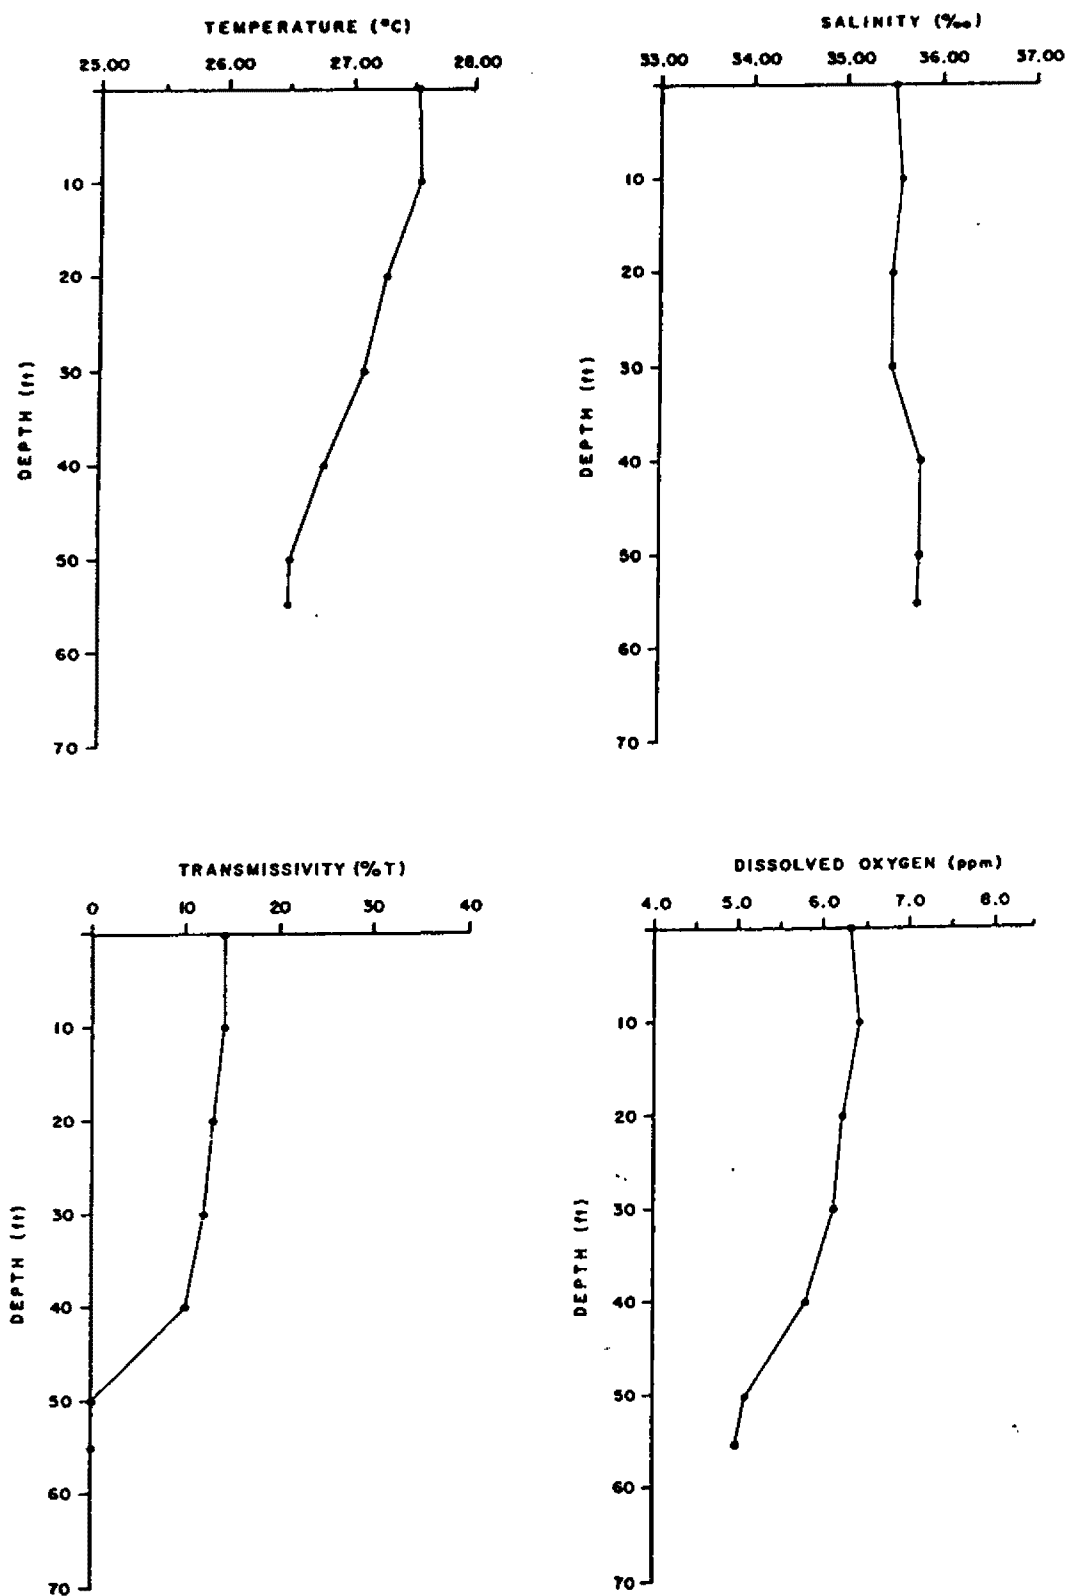 TEMPERATURE (°C)
25.00 26.00 27.00 28.00
10
20
30
40
50
60
70
DEPTH (ft)
SALINITY (‰)
33.00 34.00 35.00 36.00 37.00
10
20
30
40
50
60
70
DEPTH (ft)
TRANSMISSIVITY (%T)
0 10 20 30 40
10
20
30
40
50
60
70
DEPTH (ft)
DISSOLVED OXYGEN (ppm)
4.0 5.0 6.0 7.0 8.0
10
20
30
40
50
60
70
DEPTH (ft)